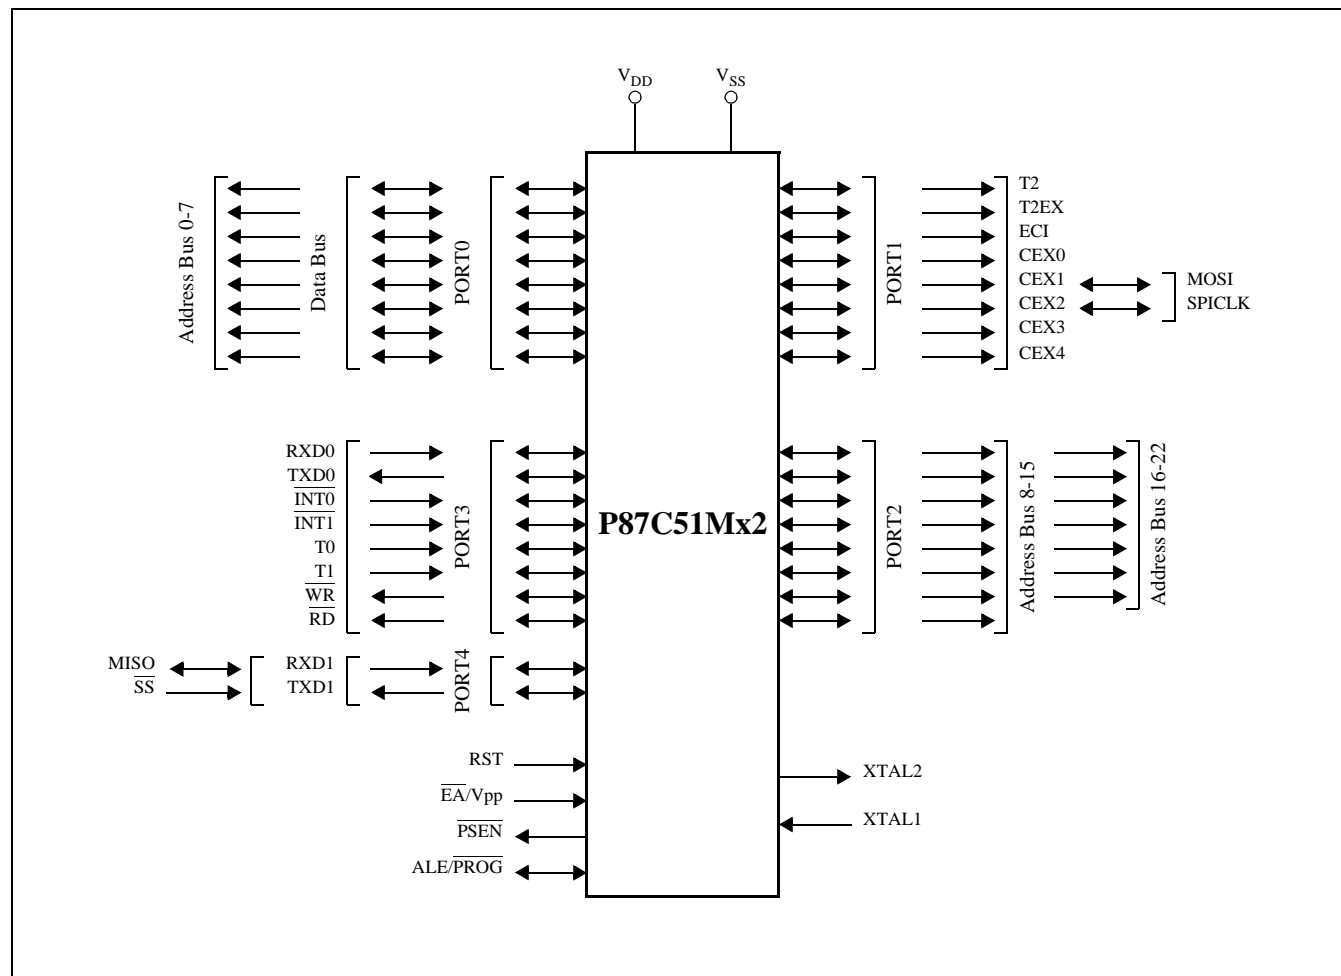 VDD
VSS
Address Bus 0-7
Data Bus
PORT0
PORT1
T2
T2EX
ECI
CEX0
CEX1
CEX2
CEX3
CEX4
MOSI
SPICLK
RXD0
TXD0
INT0
INT1
T0
T1
WR
RD
PORT3
P87C51Mx2
PORT2
Address Bus 8-15
Address Bus 16-22
MISO
SS
RXD1
TXD1
PORT4
RST
EA/Vpp
PSEN
ALE/PROG
XTAL2
XTAL1